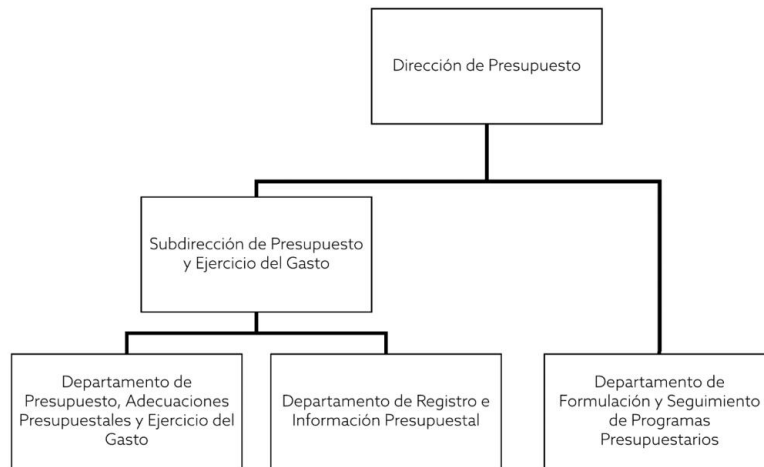 Dirección de Presupuesto
Subdirección de Presupuesto
y Ejercicio del Gasto
Departamento de
Presupuesto, Adecuaciones
Presupuestales y Ejercicio del
Gasto
Departamento de Registro e
Información Presupuestal
Departamento de
Formulación y Seguimiento
de Programas
Presupuestarios